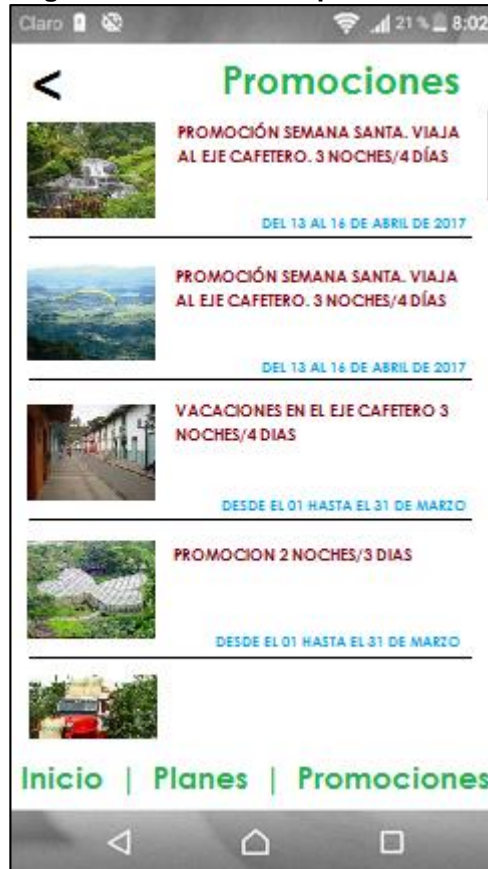 Claro 21% 8:02
< Promociones
PROMOCIÓN SEMANA SANTA. VIAJA
AL EJE CAFETERO. 3 NOCHES/4 DÍAS
DEL 13 AL 16 DE ABRIL DE 2017
PROMOCIÓN SEMANA SANTA. VIAJA
AL EJE CAFETERO. 3 NOCHES/4 DÍAS
DEL 13 AL 16 DE ABRIL DE 2017
VACACIONES EN EL EJE CAFETERO 3
NOCHES/4 DIAS
DESDE EL 01 HASTA EL 31 DE MARZO
PROMOCION 2 NOCHES/3 DIAS
DESDE EL 01 HASTA EL 31 DE MARZO
Inicio | Planes | Promociones